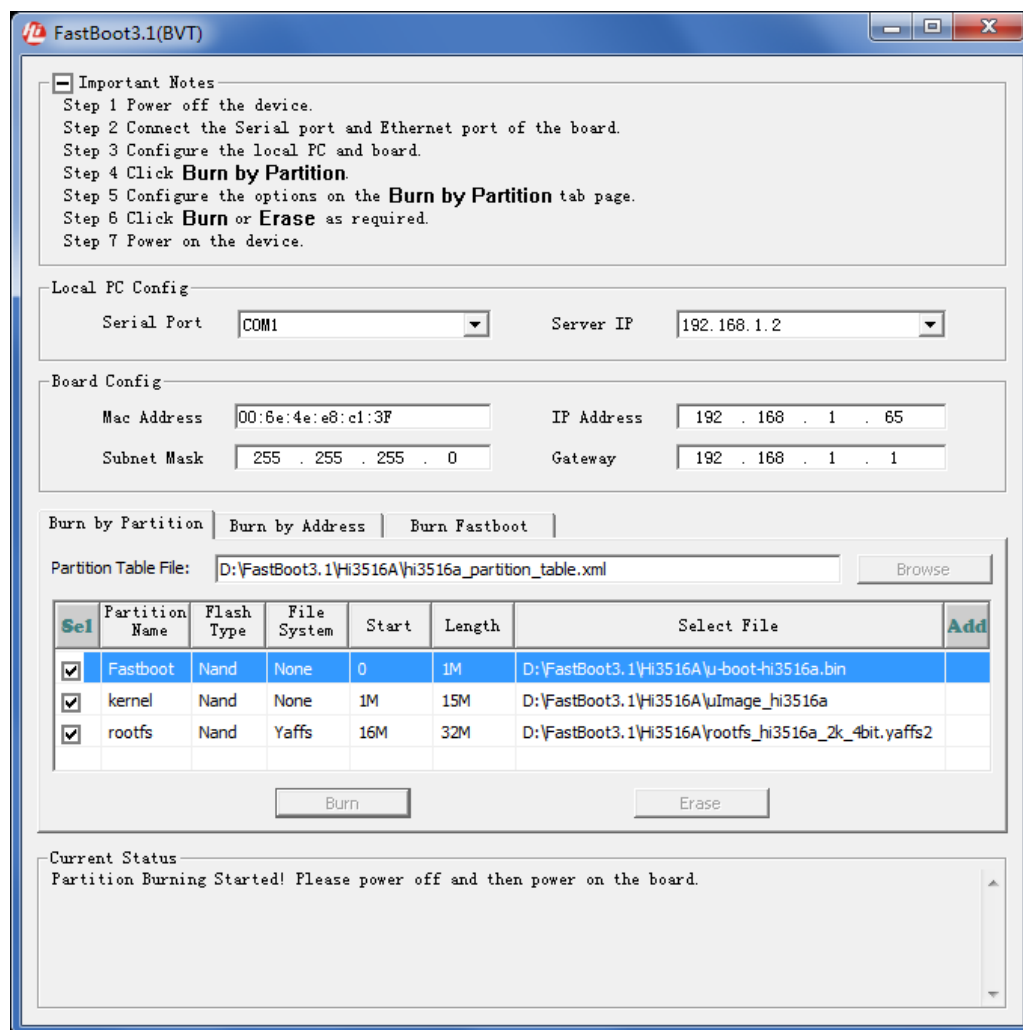 FastBoot3.1(BVT)
Important Notes
Step 1 Power off the device.
Step 2 Connect the Serial port and Ethernet port of the board.
Step 3 Configure the local PC and board.
Step 4 Click Burn by Partition.
Step 5 Configure the options on the Burn by Partition tab page.
Step 6 Click Burn or Erase as required.
Step 7 Power on the device.
Local PC Config
Serial Port COM1 Server IP 192.168.1.2
Board Config
Mac Address 00:6e:4e:e8:c1:3F IP Address 192 . 168 . 1 . 65
Subnet Mask 255 . 255 . 255 . 0 Gateway 192 . 168 . 1 . 1
Burn by Partition Burn by Address Burn Fastboot
Partition Table File: D:\FastBoot3.1\Hi3516A\hi3516a_partition_table.xml Browse
Sel Partition Name Flash Type File System Start Length Select File Add
Fastboot Nand None 0 1M D:\FastBoot3.1\Hi3516A\u-boot-hi3516a.bin
kernel Nand None 1M 15M D:\FastBoot3.1\Hi3516A\uImage_hi3516a
rootfs Nand Yaffs 16M 32M D:\FastBoot3.1\Hi3516A\rootfs_hi3516a_2k_4bit.yaffs2
Burn Erase
Current Status
Partition Burning Started! Please power off and then power on the board.